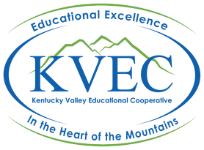 Educational Excellence
KVEC
Kentucky Valley Educational Cooperative
In the Heart of the Mountains